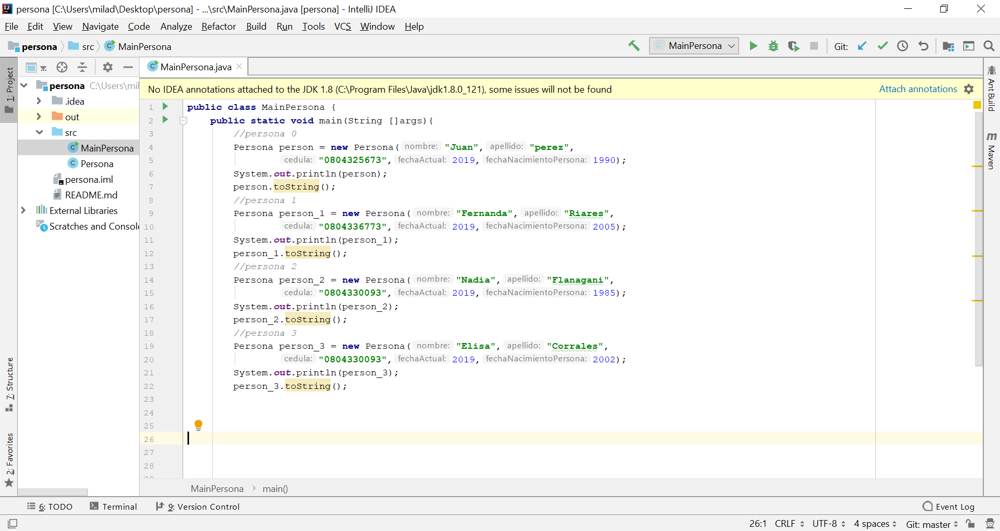 persona [C:\Users\milad\Desktop\persona] - ...\src\MainPersona.java [persona] - IntelliJ IDEA
File Edit View Navigate Code Analyze Refactor Build Run Tools VCS Window Help
persona src MainPersona MainPersona Git:
1: Project
MainPersona.java
No IDEA annotations attached to the JDK 1.8 (C:\Program Files\Java\jdk1.8.0_121), some issues will not be found Attach annotations
persona C:\Users\mil
.idea
out
src
MainPersona
Persona
persona.iml
README.md
External Libraries
Scratches and Console
1 public class MainPersona {
2 public static void main(String []args){
3 //persona 0
4 Persona person = new Persona( nombre: "Juan", apellido: "perez",
5 cedula: "0804325673", fechaActual: 2019, fechaNacimientoPersona: 1990);
6 System.out.println(person);
7 person.toString();
8 //persona 1
9 Persona person_1 = new Persona( nombre: "Fernanda", apellido: "Riares",
10 cedula: "0804336773", fechaActual: 2019, fechaNacimientoPersona: 2005);
11 System.out.println(person_1);
12 person_1.toString();
13 //persona 2
14 Persona person_2 = new Persona( nombre: "Nadia", apellido: "Flanagani",
15 cedula: "0804330093", fechaActual: 2019, fechaNacimientoPersona: 1985);
16 System.out.println(person_2);
17 person_2.toString();
18 //persona 3
19 Persona person_3 = new Persona( nombre: "Elisa", apellido: "Corrales",
20 cedula: "0804330093", fechaActual: 2019, fechaNacimientoPersona: 2002);
21 System.out.println(person_3);
22 person_3.toString();
23
24
25
26
27
28
Ant Build
m Maven
7: Structure
2: Favorites
MainPersona main()
6: TODO Terminal 9: Version Control Event Log
26:1 CRLF UTF-8 4 spaces Git: master